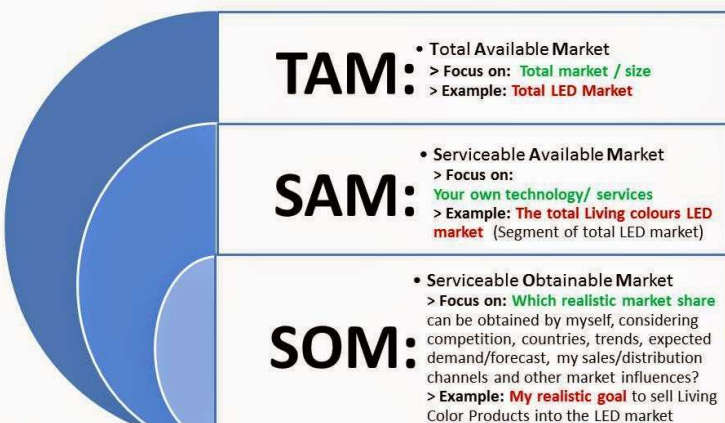 TAM:
• Total Available Market
> Focus on: Total market / size
> Example: Total LED Market
SAM:
• Serviceable Available Market
> Focus on:
Your own technology/ services
> Example: The total Living colours LED
market (Segment of total LED market)
SOM:
• Serviceable Obtainable Market
> Focus on: Which realistic market share
can be obtained by myself, considering
competition, countries, trends, expected
demand/forecast, my sales/distribution
channels and other market influences?
> Example: My realistic goal to sell Living
Color Products into the LED market